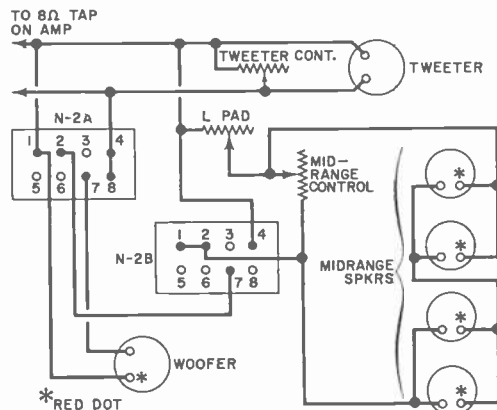 TO 8Ω TAP
ON AMP
TWEETER CONT.
TWEETER
N-2A
1 2 3 4
5 6 7 8
L PAD
MID-
RANGE
CONTROL
N-2B
1 2 3 4
5 6 7 8
MIDRANGE
SPKRS
*
*
*
*
WOOFER
*
*RED DOT